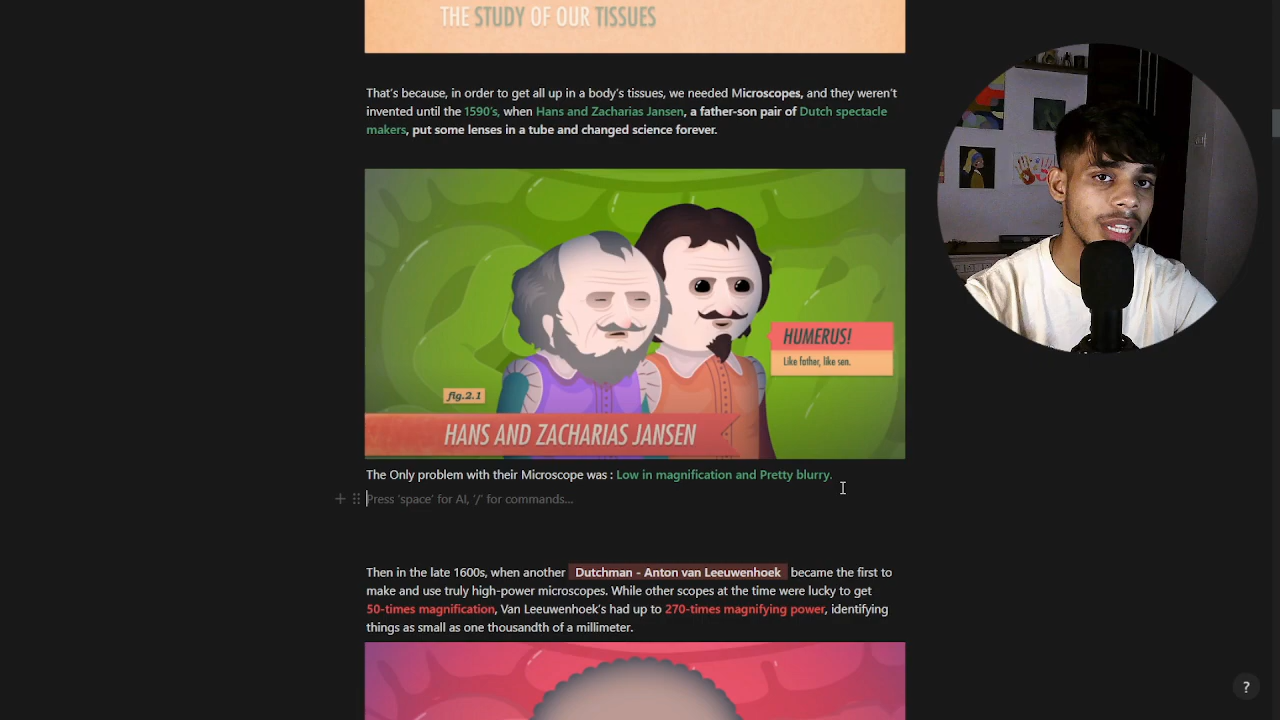 THE STUDY OF OUR TISSUES
That's because, in order to get all up in a body's tissues, we needed Microscopes, and they weren't
invented until the 1590's, when Hans and Zacharias Jansen, a father-son pair of Dutch spectacle
makers, put some lenses in a tube and changed science forever.
HUMERUS!
Like father, like son.
fig.2.1
HANS AND ZACHARIAS JANSEN
The Only problem with their Microscope was : Low in magnification and Pretty blurry.
Press 'space' for AI, '/' for commands...
Then in the late 1600s, when another Dutchman - Anton van Leeuwenhoek became the first to
make and use truly high-power microscopes. While other scopes at the time were lucky to get
50-times magnification, Van Leeuwenhoek's had up to 270-times magnifying power, identifying
things as small as one thousandth of a millimeter.
?